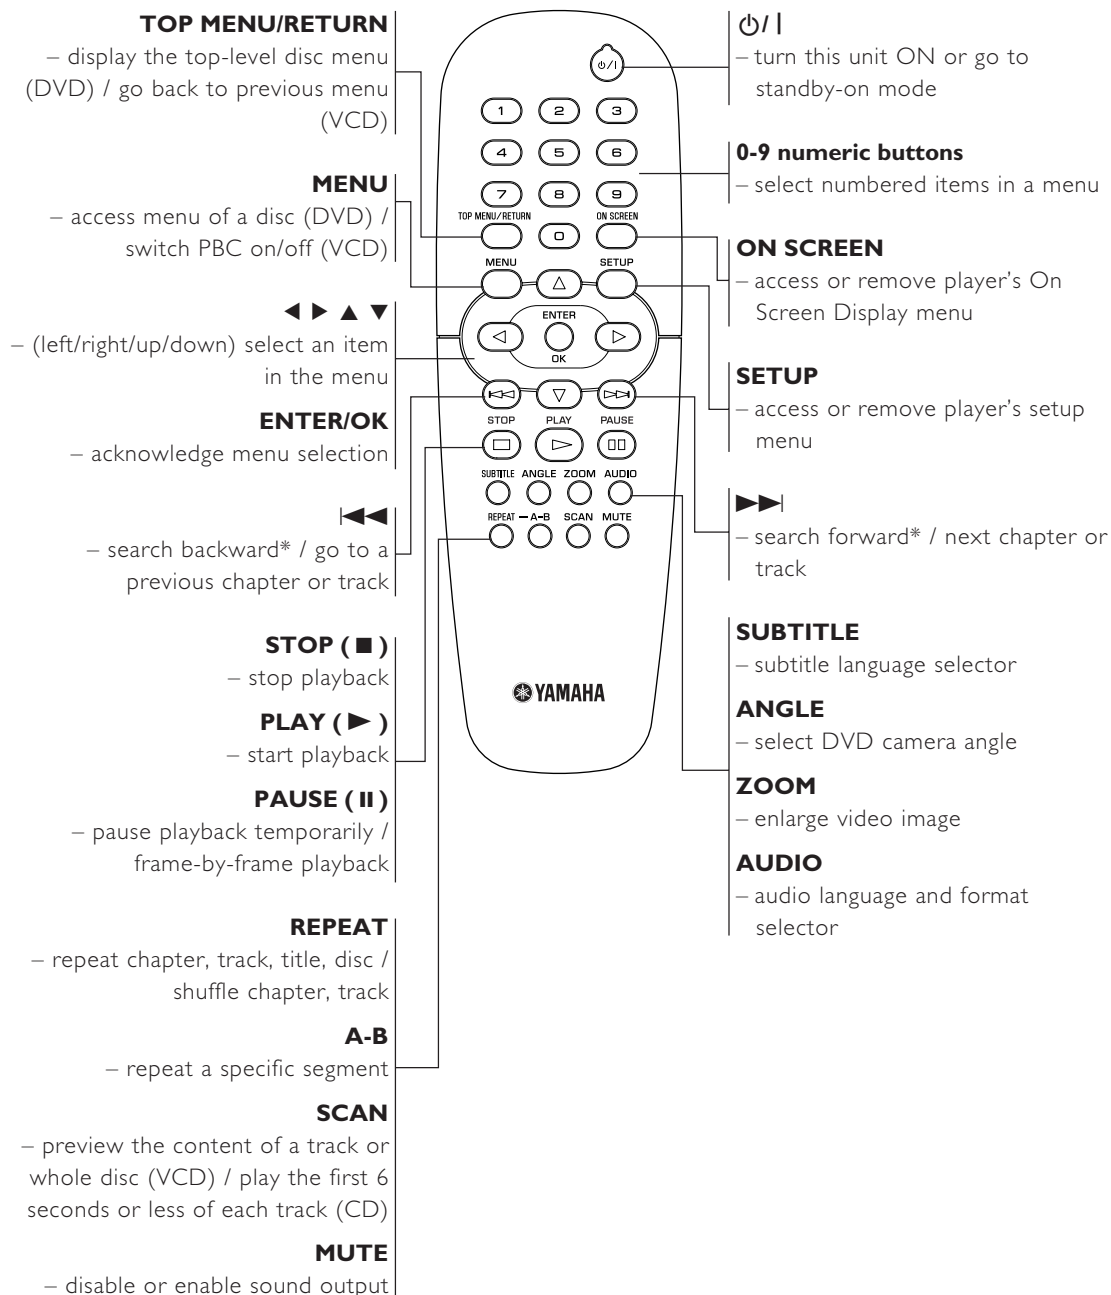 TOP MENU/RETURN
– display the top-level disc menu
(DVD) / go back to previous menu
(VCD)
MENU
– access menu of a disc (DVD) /
switch PBC on/off (VCD)
◀ ▶ ▲ ▼
– (left/right/up/down) select an item
in the menu
ENTER/OK
– acknowledge menu selection
|◀◀
– search backward* / go to a
previous chapter or track
STOP ( ■ )
– stop playback
PLAY ( ▶ )
– start playback
PAUSE ( II )
– pause playback temporarily /
frame-by-frame playback
REPEAT
– repeat chapter, track, title, disc /
shuffle chapter, track
A-B
– repeat a specific segment
SCAN
– preview the content of a track or
whole disc (VCD) / play the first 6
seconds or less of each track (CD)
MUTE
– disable or enable sound output
⏻/I
1 2 3
4 5 6
7 8 9
TOP MENU/RETURN ON SCREEN
0
MENU SETUP
ENTER
OK
STOP PLAY PAUSE
SUBTITLE ANGLE ZOOM AUDIO
REPEAT — A-B SCAN MUTE
YAMAHA
⏻/I
– turn this unit ON or go to
standby-on mode
0-9 numeric buttons
– select numbered items in a menu
ON SCREEN
– access or remove player's On
Screen Display menu
SETUP
– access or remove player's setup
menu
▶▶|
– search forward* / next chapter or
track
SUBTITLE
– subtitle language selector
ANGLE
– select DVD camera angle
ZOOM
– enlarge video image
AUDIO
– audio language and format
selector